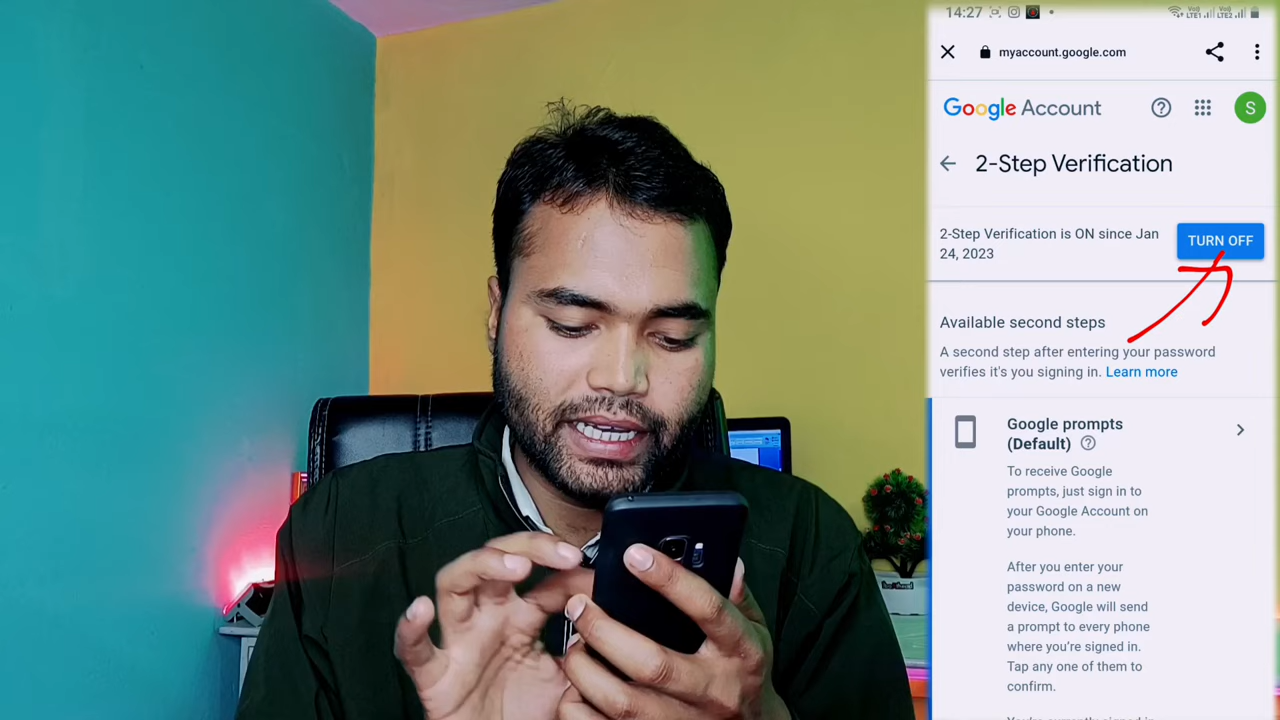 14:27
LTE1
LTE2
myaccount.google.com
Google Account
S
2-Step Verification
2-Step Verification is ON since Jan
24, 2023
TURN OFF
Available second steps
A second step after entering your password
verifies it's you signing in. Learn more
Google prompts
(Default)
To receive Google
prompts, just sign in to
your Google Account on
your phone.
After you enter your
password on a new
device, Google will send
a prompt to every phone
where you're signed in.
Tap any one of them to
confirm.